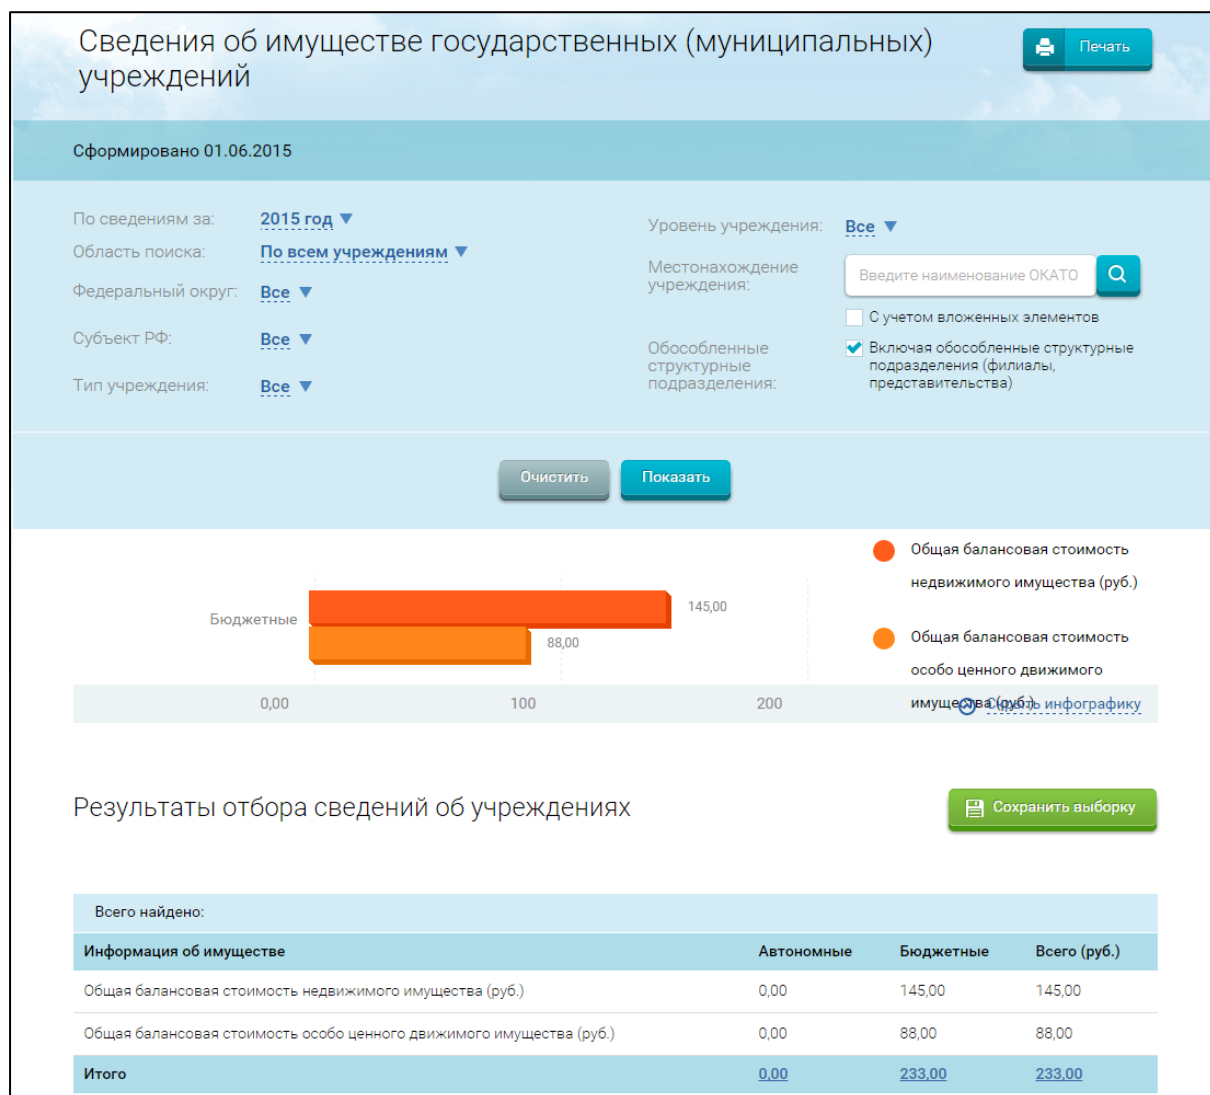 Сведения об имуществе государственных (муниципальных)
учреждений
Печать
Сформировано 01.06.2015
По сведениям за: 2015 год
Область поиска: По всем учреждениям
Федеральный округ: Все
Субъект РФ: Все
Тип учреждения: Все
Уровень учреждения: Все
Местонахождение
учреждения:
Введите наименование ОКАТО
С учетом вложенных элементов
Обособленные
структурные
подразделения:
Включая обособленные структурные
подразделения (филиалы,
представительства)
Очистить Показать
Общая балансовая стоимость
недвижимого имущества (руб.)
Общая балансовая стоимость
особо ценного движимого
имущества (руб.)
Бюджетные
145,00
88,00
0,00 100 200
Скрыть инфографику
Результаты отбора сведений об учреждениях
Сохранить выборку
Всего найдено:
Информация об имуществе Автономные Бюджетные Всего (руб.)
Общая балансовая стоимость недвижимого имущества (руб.) 0,00 145,00 145,00
Общая балансовая стоимость особо ценного движимого имущества (руб.) 0,00 88,00 88,00
Итого 0,00 233,00 233,00